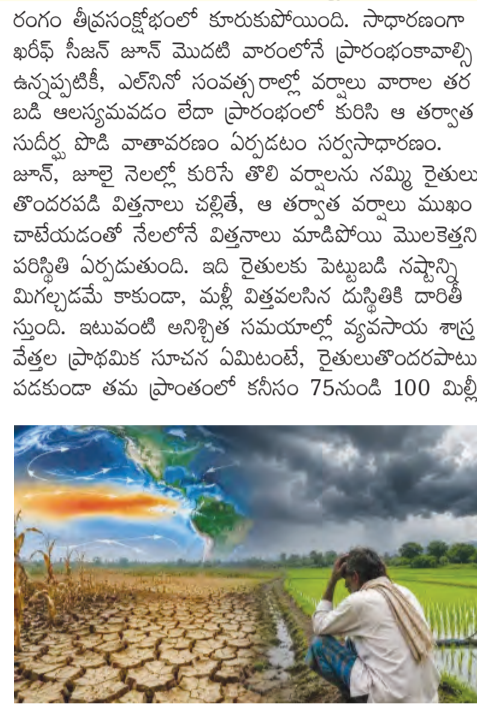 రంగం తీవ్రసంక్షోభంలో కూరుకుపోయింది. సాధారణంగా
ఖరీఫ్ సీజన్ జూన్ మొదటి వారంలోనే ప్రారంభంకావాల్సి
ఉన్నప్పటికీ, ఎల్‌నినో సంవత్సరాల్లో వర్షాలు వారాల తర
బడి ఆలస్యమవడం లేదా ప్రారంభంలో కురిసి ఆ తర్వాత
సుదీర్ఘ పొడి వాతావరణం ఏర్పడటం సర్వసాధారణం.
జూన్, జూలై నెలల్లో కురిసే తొలి వర్షాలను నమ్మి రైతులు
తొందరపడి విత్తనాలు చల్లితే, ఆ తర్వాత వర్షాలు ముఖం
చాటేయడంతో నేలలోనే విత్తనాలు మాడిపోయి మొలకెత్తని
పరిస్థితి ఏర్పడుతుంది. ఇది రైతులకు పెట్టుబడి నష్టాన్ని
మిగల్చడమే కాకుండా, మళ్లీ విత్తవలసిన దుస్థితికి దారితీ
స్తుంది. ఇటువంటి అనిశ్చిత సమయాల్లో వ్యవసాయ శాస్త్ర
వేత్తల ప్రాథమిక సూచన ఏమిటంటే, రైతులుతొందరపాటు
పడకుండా తమ ప్రాంతంలో కనీసం 75నుండి 100 మిల్లీ